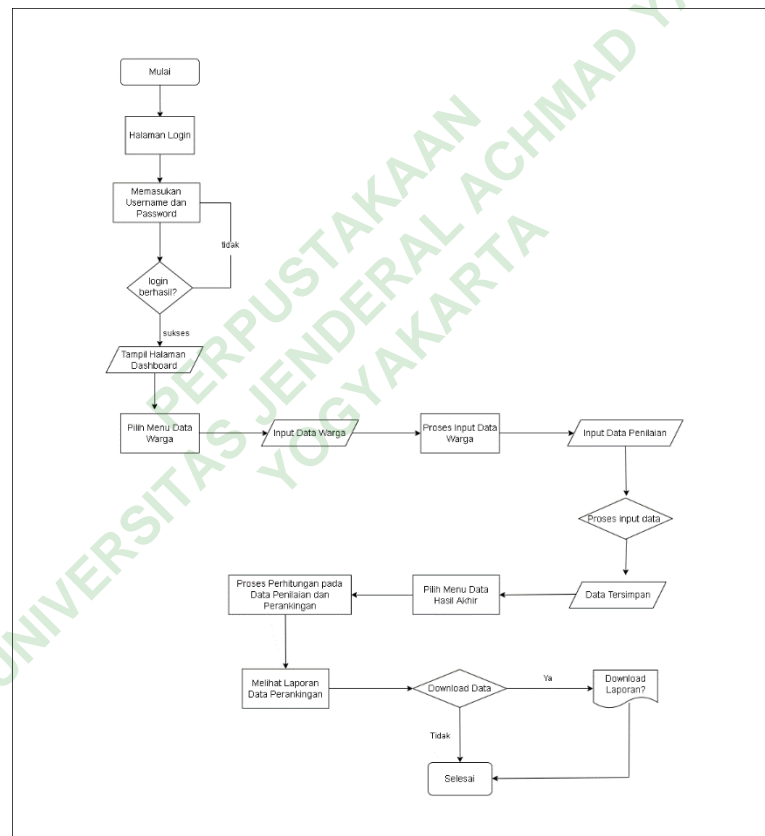 Mulai
Halaman Login
Memasukan
Username dan
Password
tidak
login
berhasil?
sukses
Tampil Halaman
Dashboard
Pilih Menu Data
Warga
Input Data Warga
Proses Input Data
Warga
Input Data Penilaian
Proses input data
Data Tersimpan
Pilih Menu Data
Hasil Akhir
Proses Perhitungan pada
Data Penilaian dan
Perankingan
Melihat Laporan
Data Perankingan
Download Data
Ya
Download
Laporan?
Tidak
Selesai
PERPUSTAKAAN
UNIVERSITAS JENDERAL ACHMAD YA
YOGYAKARTA